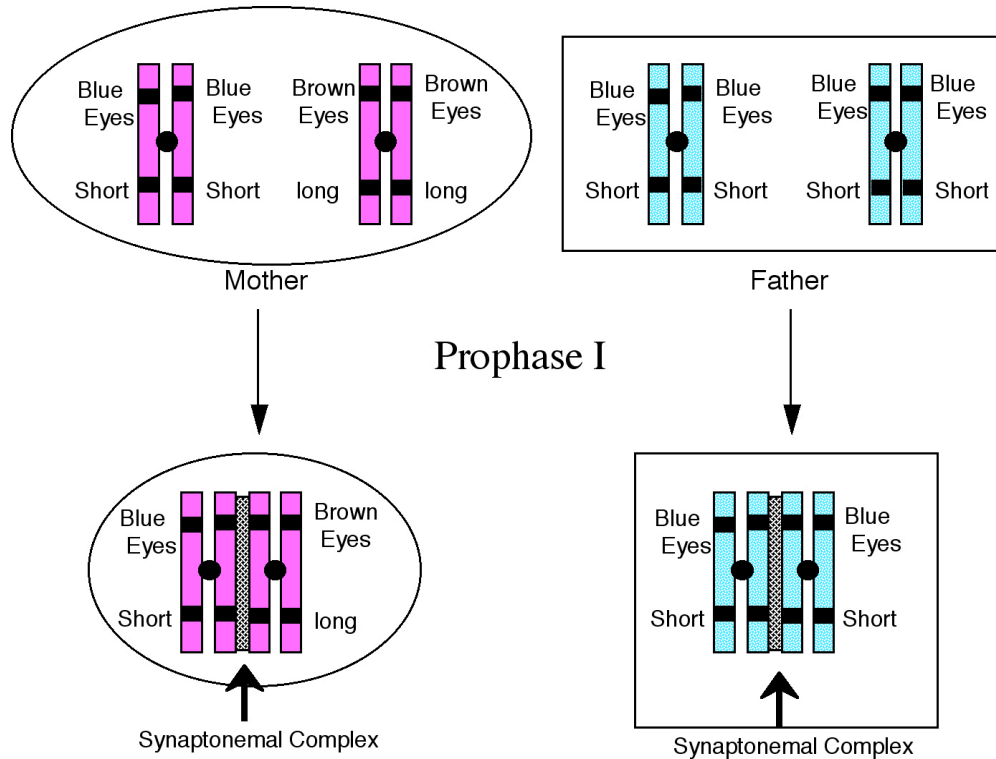 Blue
Eyes
Blue
Eyes
Brown
Eyes
Brown
Eyes
Short
Short
long
long
Mother
Blue
Eyes
Blue
Eyes
Blue
Eyes
Blue
Eyes
Short
Short
Short
Short
Father
Prophase I
Blue
Eyes
Brown
Eyes
Short
long
Synaptonemal Complex
Blue
Eyes
Blue
Eyes
Short
Short
Synaptonemal Complex